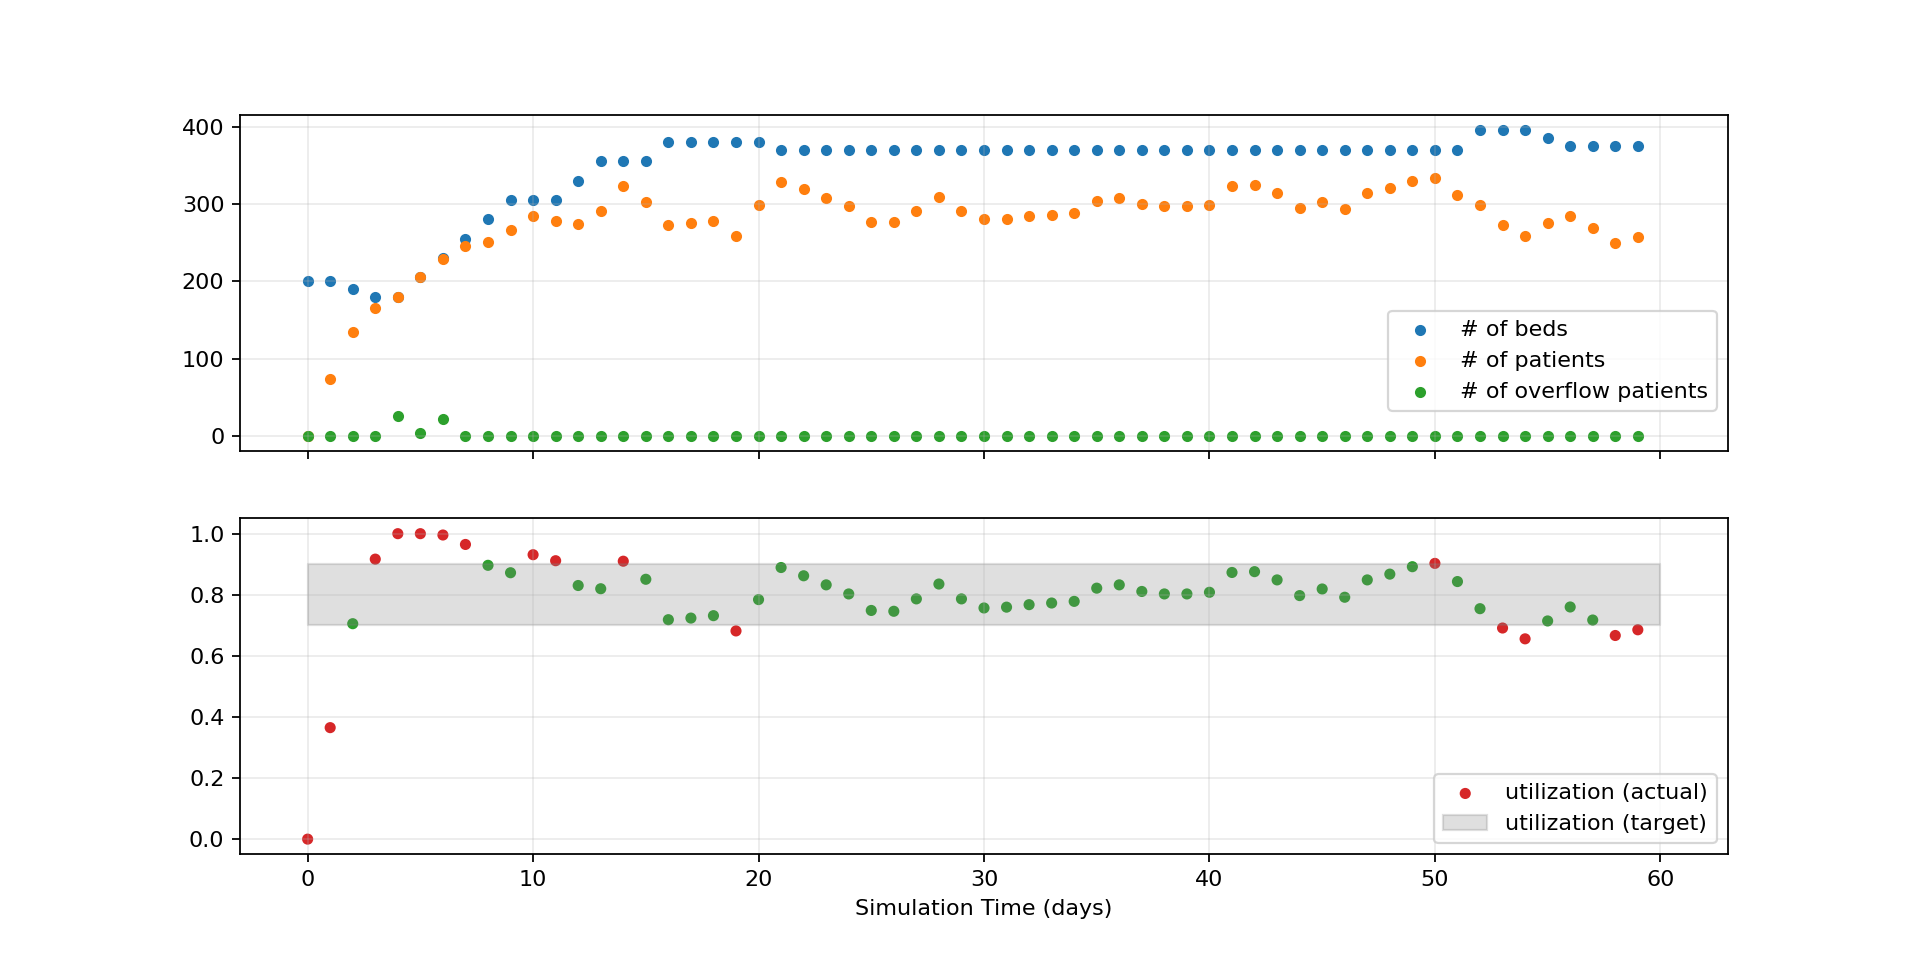 400
300
200
100
0
# of beds
# of patients
# of overflow patients
1.0
0.8
0.6
0.4
0.2
0.0
utilization (actual)
utilization (target)
0 10 20 30 40 50 60
Simulation Time (days)